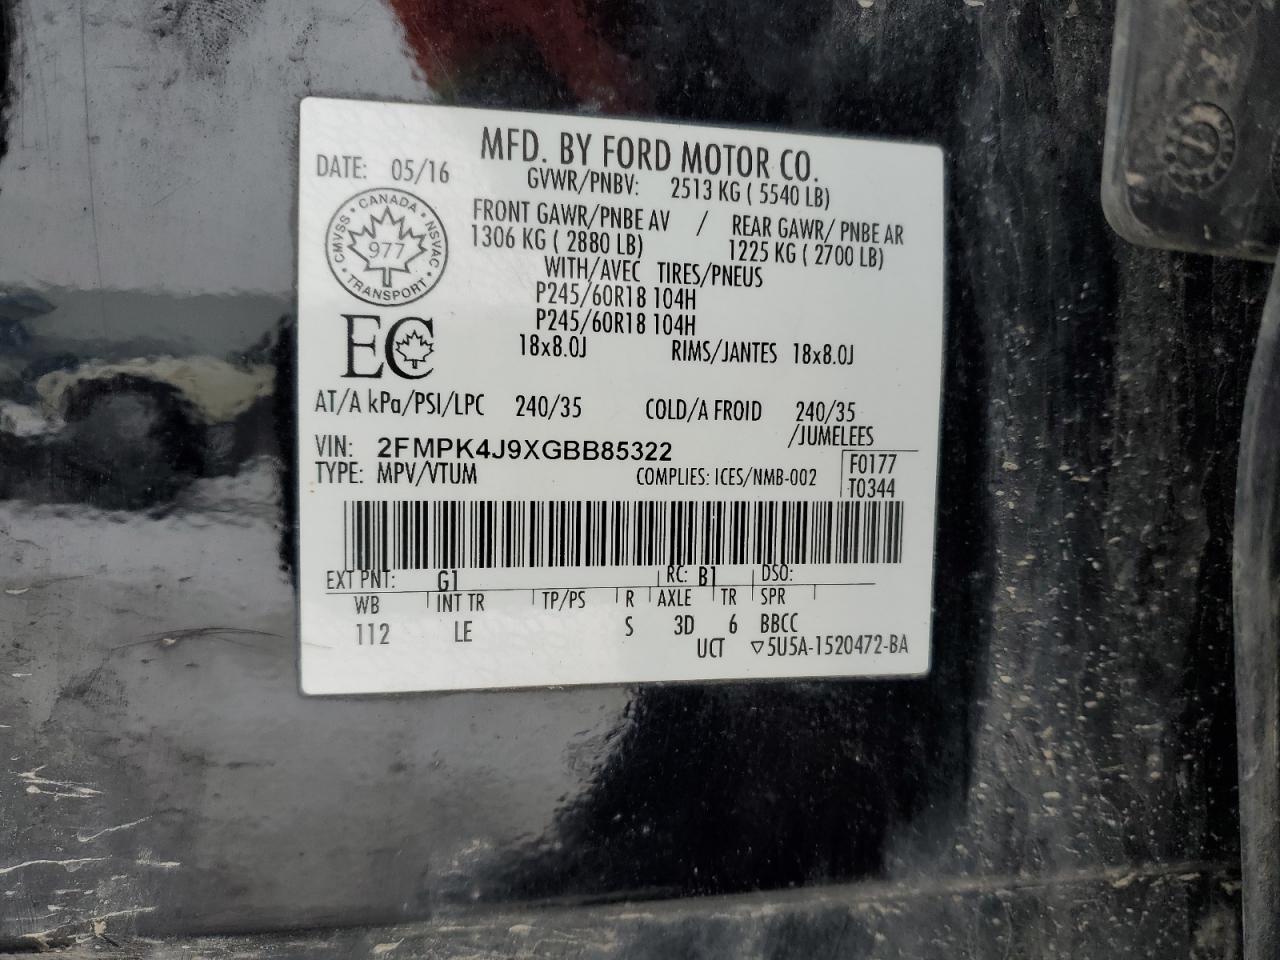 MFD. BY FORD MOTOR CO.
DATE: 05/16
GVWR/PNBV: 2513 KG ( 5540 LB)
FRONT GAWR/PNBE AV / REAR GAWR/ PNBE AR
1306 KG ( 2880 LB) 1225 KG ( 2700 LB)
CMVSS · CANADA · NSVAC · TRANSPORT ·
977
WITH/AVEC TIRES/PNEUS
P245/60R18 104H
P245/60R18 104H
EC
18x8.0J RIMS/JANTES 18x8.0J
AT/A kPa/PSI/LPC 240/35 COLD/A FROID 240/35
/JUMELEES
VIN: 2FMPK4J9XGBB85322
TYPE: MPV/VTUM COMPLIES: ICES/NMB-002
F0177
T0344
EXT PNT: G1 RC: B1 DSO:
WB INT TR TP/PS R AXLE TR SPR
112 LE S 3D 6 BBCC
UCT ▽5U5A-1520472-BA